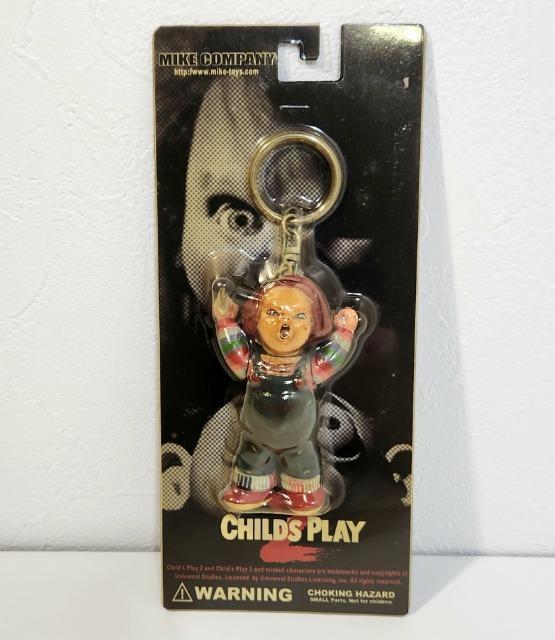 MIKE COMPANY
http://www.mike-toys.com
CHILD'S PLAY
2
Child's Play 2 and Child's Play 3 and related characters are trademarks and copyrights of
Universal Studios. Licensed by Universal Studios Licensing, Inc. All rights reserved.
WARNING
CHOKING HAZARD
SMALL Parts. Not for children.